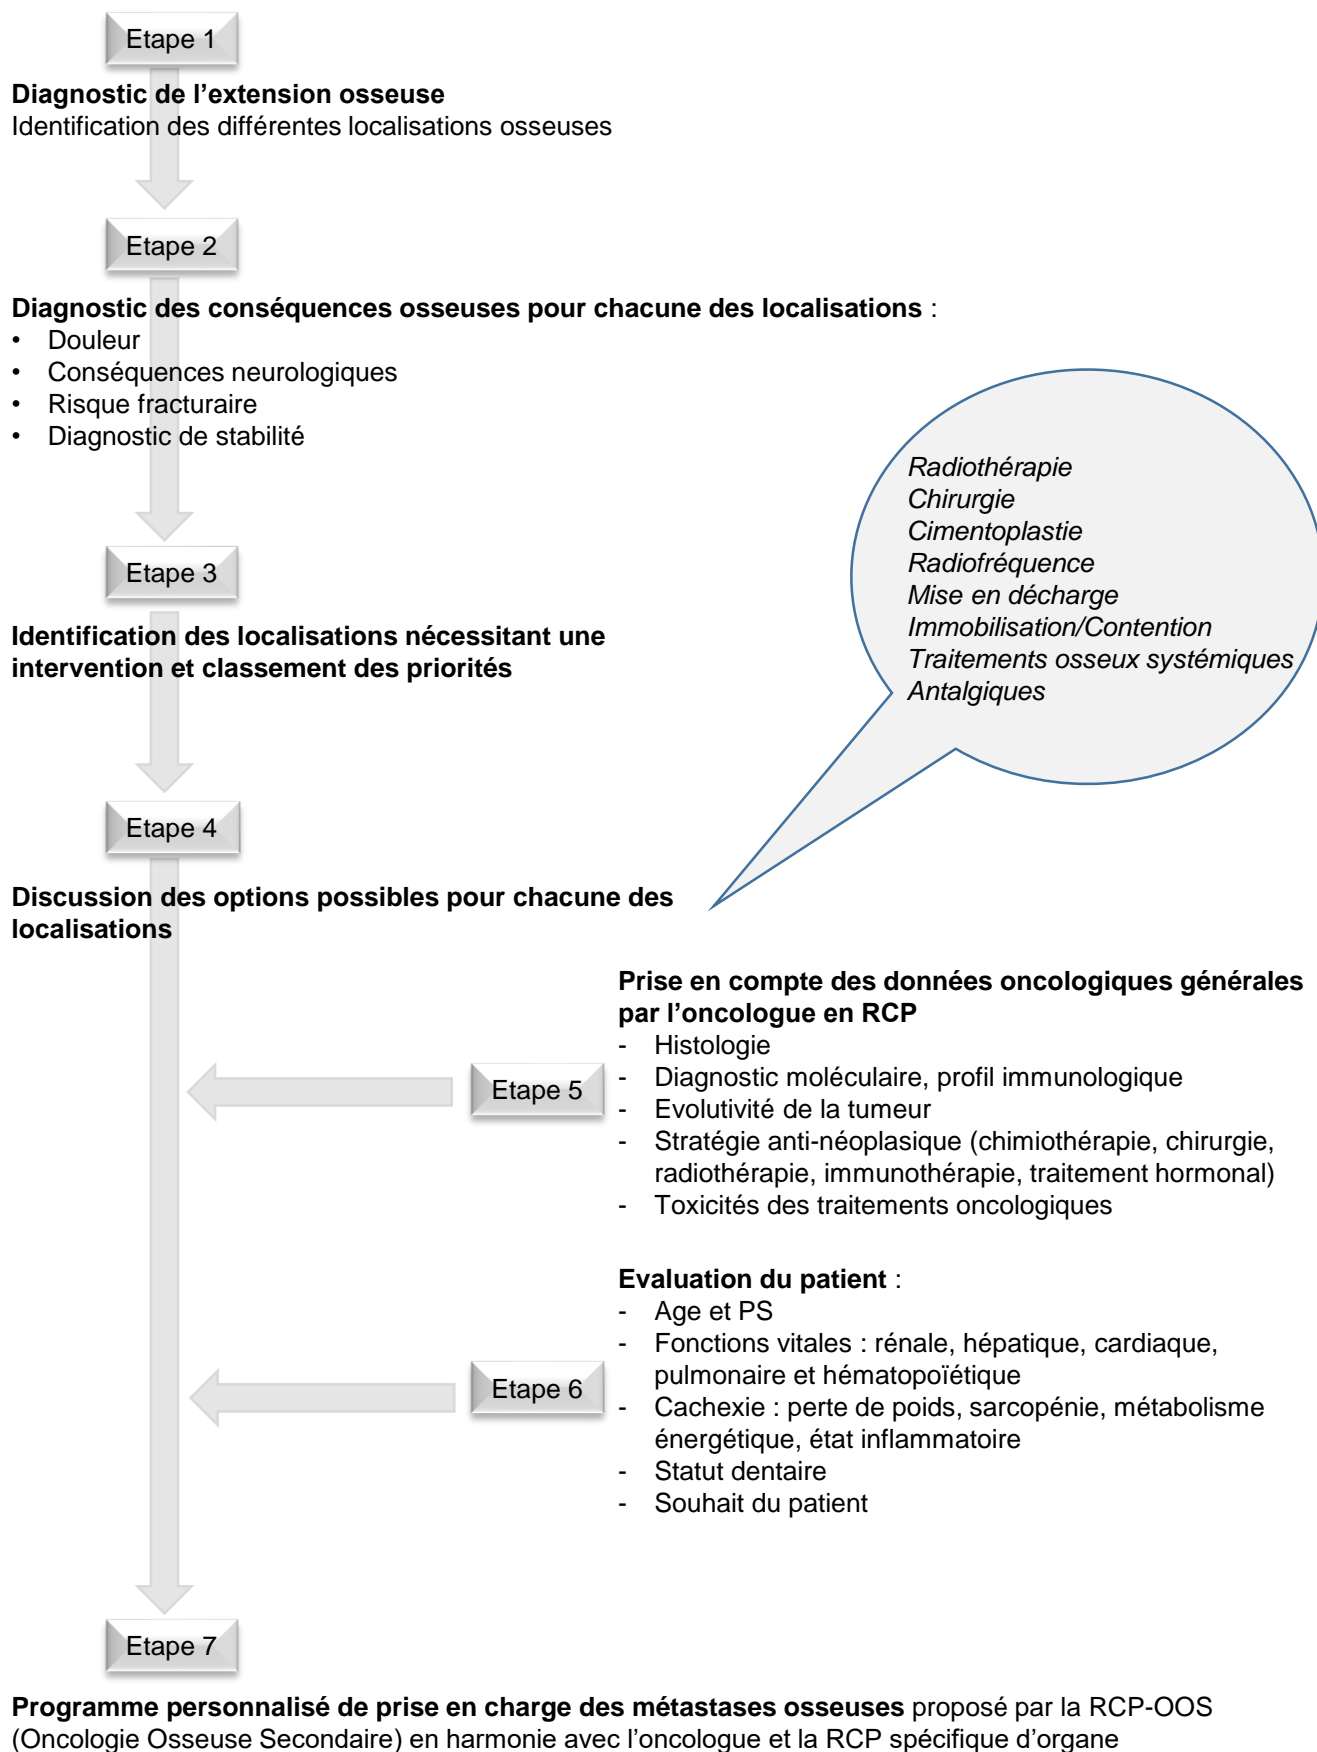 Etape 1
Diagnostic de l’extension osseuse
Identification des différentes localisations osseuses
Etape 2
Diagnostic des conséquences osseuses pour chacune des localisations :
• Douleur
• Conséquences neurologiques
• Risque fracturaire
• Diagnostic de stabilité
Radiothérapie
Chirurgie
Cimentoplastie
Radiofréquence
Mise en décharge
Immobilisation/Contention
Traitements osseux systémiques
Antalgiques
Etape 3
Identification des localisations nécessitant une
intervention et classement des priorités
Etape 4
Discussion des options possibles pour chacune des
localisations
Prise en compte des données oncologiques générales
par l’oncologue en RCP
- Histologie
Etape 5
- Diagnostic moléculaire, profil immunologique
- Evolutivité de la tumeur
- Stratégie anti-néoplasique (chimiothérapie, chirurgie,
radiothérapie, immunothérapie, traitement hormonal)
- Toxicités des traitements oncologiques
Evaluation du patient :
- Age et PS
- Fonctions vitales : rénale, hépatique, cardiaque,
pulmonaire et hématopoïétique
Etape 6
- Cachexie : perte de poids, sarcopénie, métabolisme
énergétique, état inflammatoire
- Statut dentaire
- Souhait du patient
Etape 7
Programme personnalisé de prise en charge des métastases osseuses proposé par la RCP-OOS
(Oncologie Osseuse Secondaire) en harmonie avec l’oncologue et la RCP spécifique d’organe